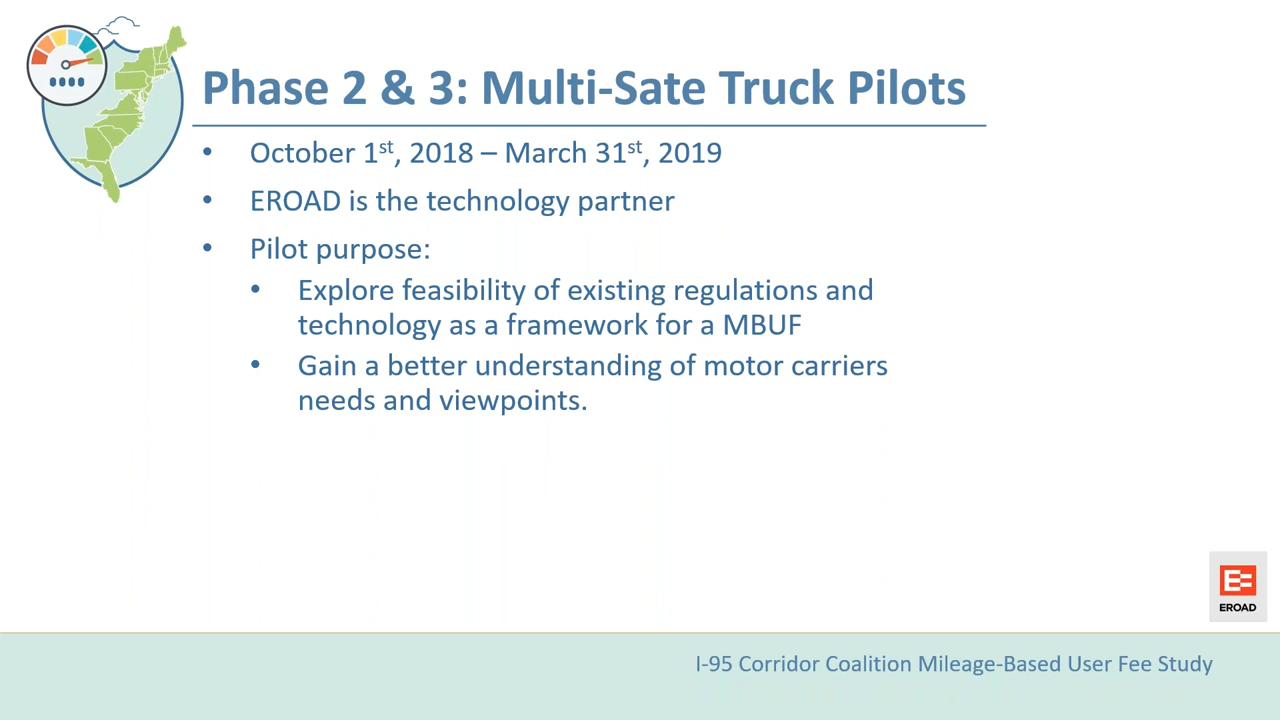 Phase 2 & 3: Multi-Sate Truck Pilots
• October 1st, 2018 – March 31st, 2019
• EROAD is the technology partner
• Pilot purpose:
• Explore feasibility of existing regulations and
technology as a framework for a MBUF
• Gain a better understanding of motor carriers
needs and viewpoints.
EROAD
I-95 Corridor Coalition Mileage-Based User Fee Study